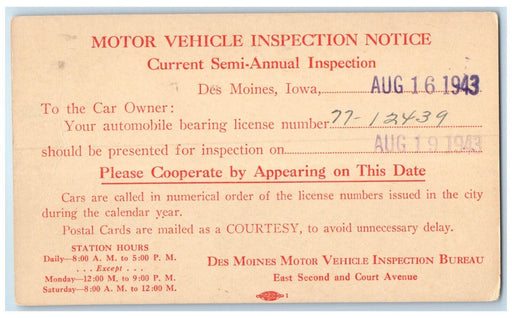 MOTOR VEHICLE INSPECTION NOTICE
Current Semi-Annual Inspection
Des Moines, Iowa, AUG 16 1943
To the Car Owner:
Your automobile bearing license number 77-12439
should be presented for inspection on AUG 19 1943
Please Cooperate by Appearing on This Date
Cars are called in numerical order of the license numbers issued in the city
during the calendar year.
Postal Cards are mailed as a COURTESY, to avoid unnecessary delay.
STATION HOURS
Daily—8:00 A. M. to 5:00 P. M.
. . . Except . . .
Monday—12:00 M. to 9:00 P. M.
Saturday—8:00 A. M. to 12:00 M.
DES MOINES MOTOR VEHICLE INSPECTION BUREAU
East Second and Court Avenue
1